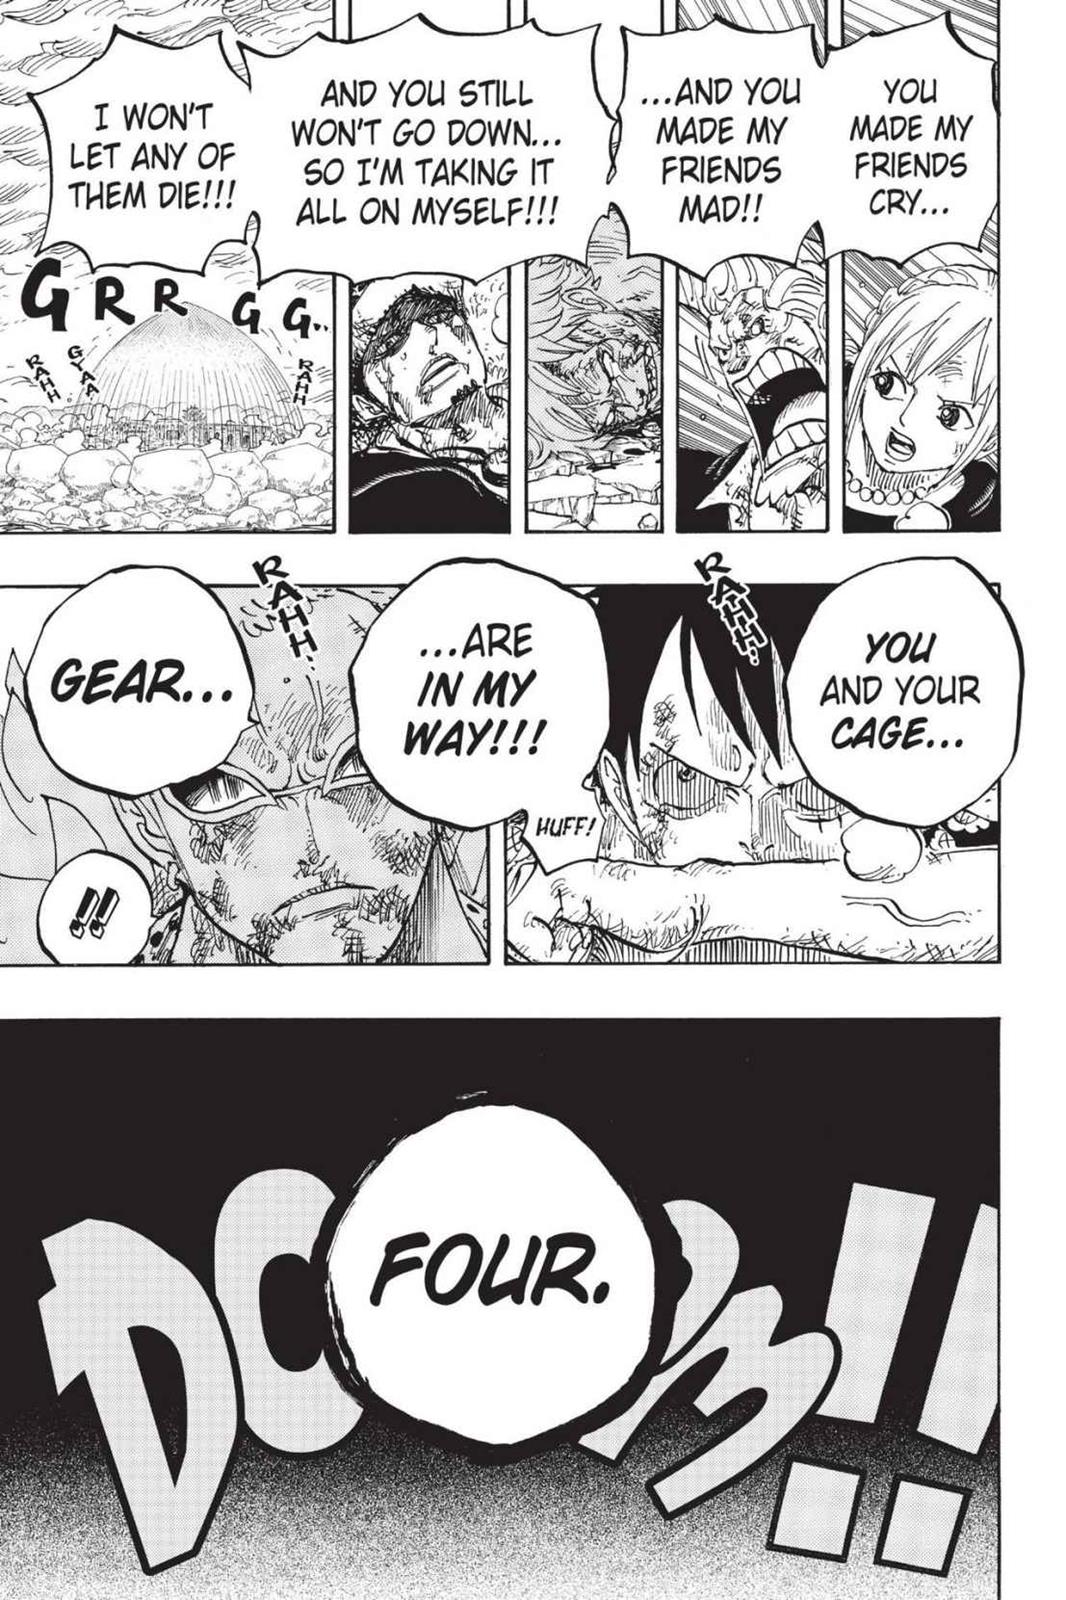 YOU
MADE MY
FRIENDS
CRY...
...AND YOU
MADE MY
FRIENDS
MAD!!
AND YOU STILL
WON'T GO DOWN...
SO I'M TAKING IT
ALL ON MYSELF!!!
I WON'T
LET ANY OF
THEM DIE!!!
GRRGG..
RAHH
GYAA
RAHH
YOU
AND YOUR
CAGE...
RAHH!
HUFF!
...ARE
IN MY
WAY!!!
RAHH!
GEAR...
!!
FOUR.
DOOM!!